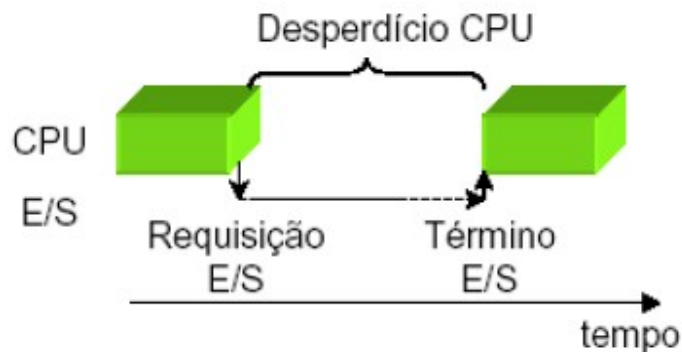 Desperdício CPU
CPU
E/S
Requisição
E/S
Término
E/S
tempo